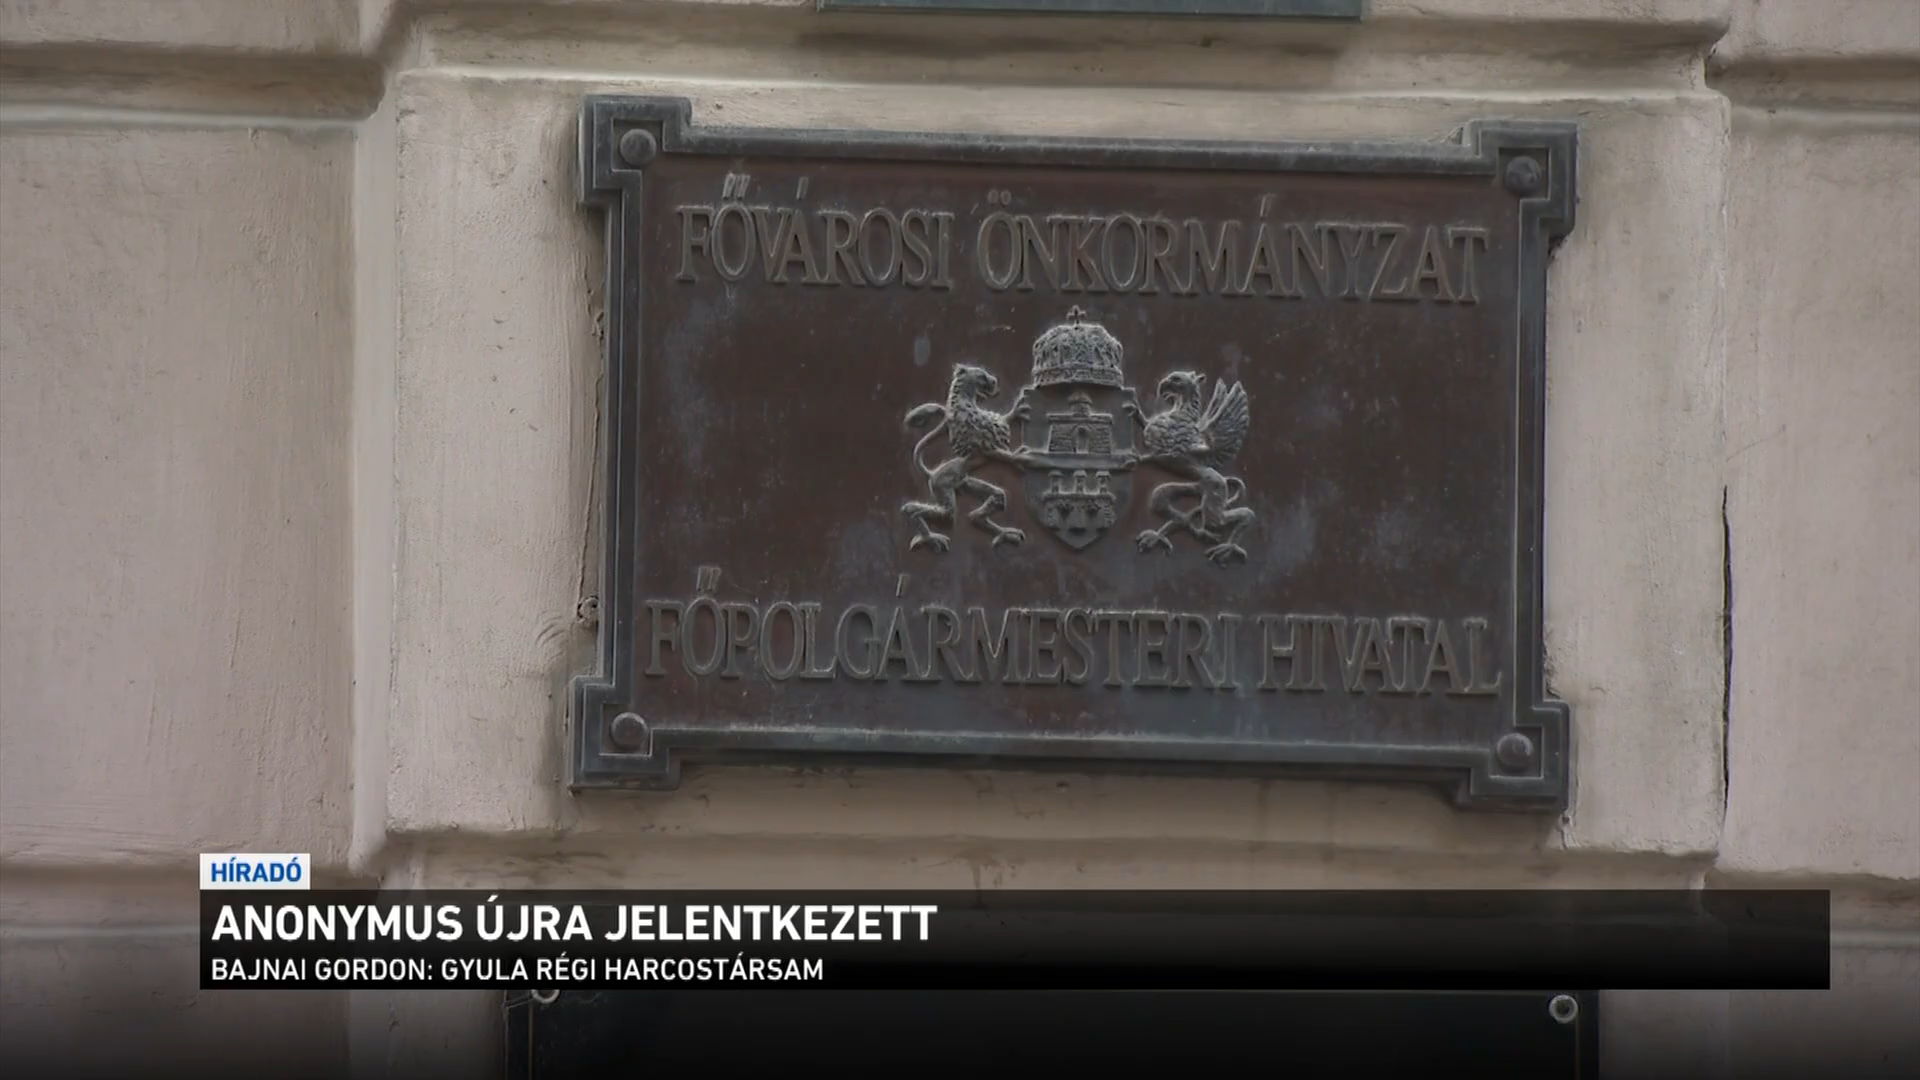 FŐVÁROSI ÖNKORMÁNYZAT
FŐPOLGÁRMESTERI HIVATAL
HÍRADÓ
ANONYMUS ÚJRA JELENTKEZETT
BAJNAI GORDON: GYULA RÉGI HARCOSTÁRSAM